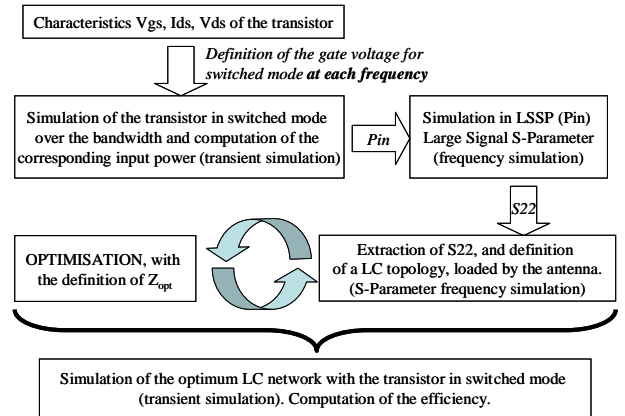 Characteristics Vgs, Ids, Vds of the transistor
Definition of the gate voltage for
switched mode at each frequency
Simulation of the transistor in switched mode
over the bandwidth and computation of the
corresponding input power (transient simulation)
Pin
Simulation in LSSP (Pin)
Large Signal S-Parameter
(frequency simulation)
S22
OPTIMISATION, with
the definition of Zopt
Extraction of S22, and definition
of a LC topology, loaded by the antenna.
(S-Parameter frequency simulation)
Simulation of the optimum LC network with the transistor in switched mode
(transient simulation). Computation of the efficiency.